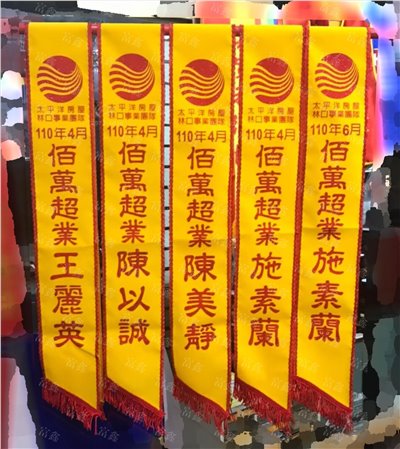 太平洋房屋
林口事業團隊
110年4月
佰萬超業王麗英
太平洋房屋
林口事業團隊
110年4月
佰萬超業陳以誠
太平洋房屋
林口事業團隊
110年4月
佰萬超業陳美靜
太平洋房屋
林口事業團隊
110年4月
佰萬超業施素蘭
太平洋房屋
林口事業團隊
110年6月
佰萬超業施素蘭
富鑫